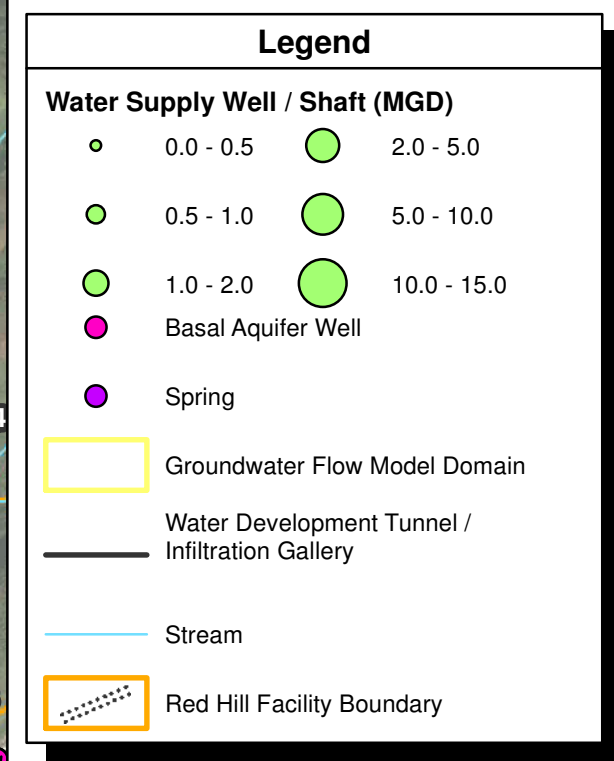 Legend
Water Supply Well / Shaft (MGD)
0.0 - 0.5 2.0 - 5.0
0.5 - 1.0 5.0 - 10.0
1.0 - 2.0 10.0 - 15.0
Basal Aquifer Well
Spring
Groundwater Flow Model Domain
Water Development Tunnel /
Infiltration Gallery
Stream
Red Hill Facility Boundary